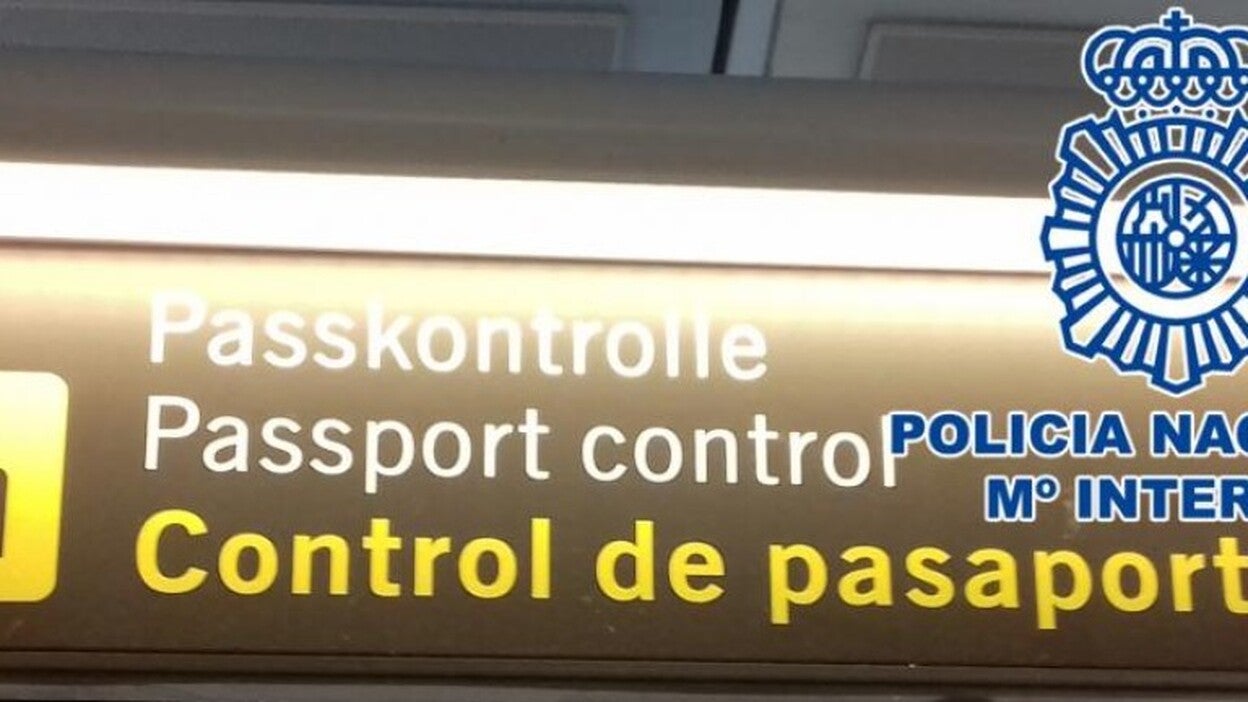 Passkontrolle
Passport control
Control de pasaport
POLICIA NAC
Mº INTER